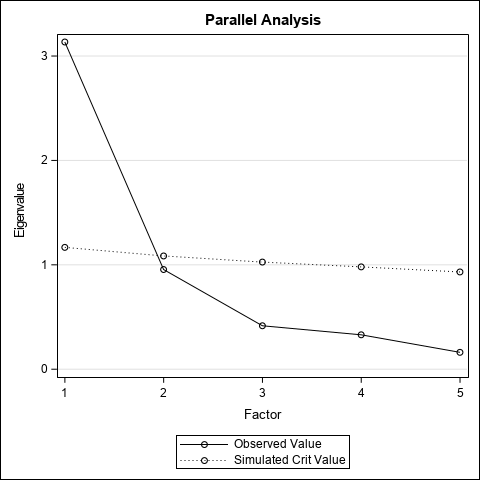 Parallel Analysis
3
2
1
0
Eigenvalue
1 2 3 4 5
Factor
Observed Value
Simulated Crit Value